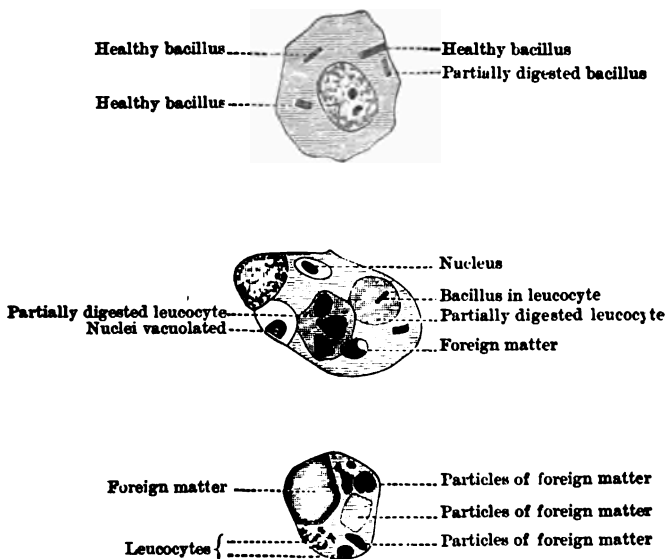 Healthy bacillus
Healthy bacillus
Partially digested bacillus
Healthy bacillus
Nucleus
Bacillus in leucocyte
Partially digested leucocyte
Partially digested leucocyte
Nuclei vacuolated
Foreign matter
Foreign matter
Particles of foreign matter
Particles of foreign matter
Particles of foreign matter
Leucocytes